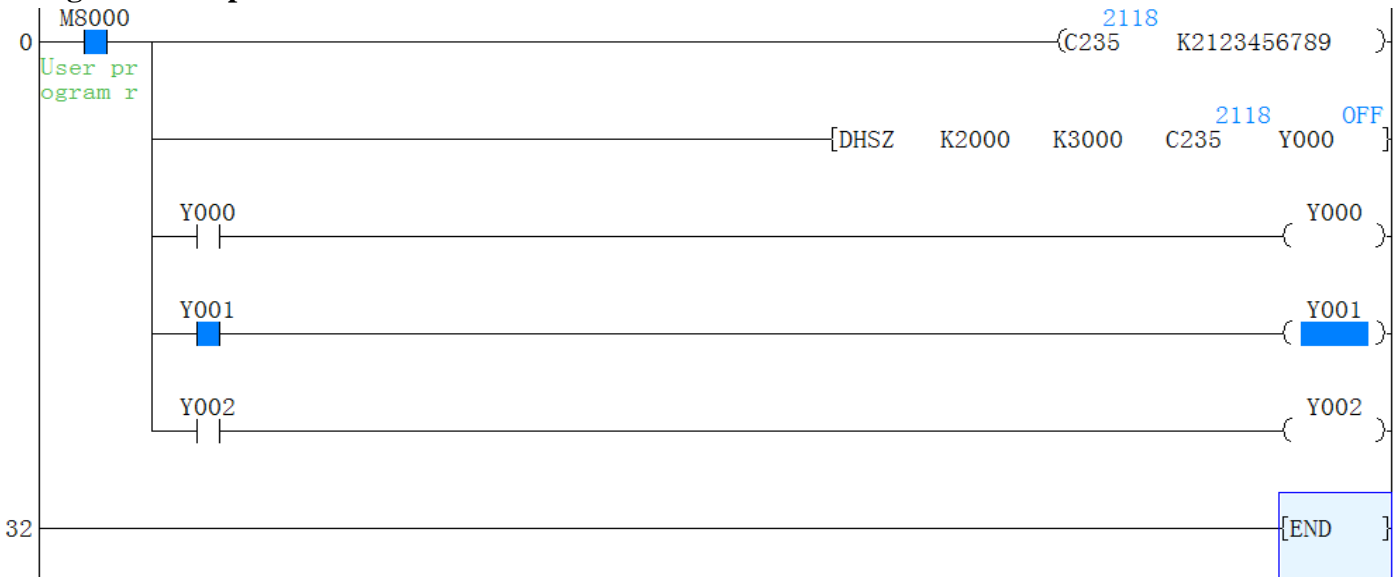 M8000 2118
0 (C235 K2123456789 )
User pr
ogram r
2118 OFF
[DHSZ K2000 K3000 C235 Y000 ]
Y000 Y000
( )
Y001 Y001
( )
Y002 Y002
( )
32 [END ]